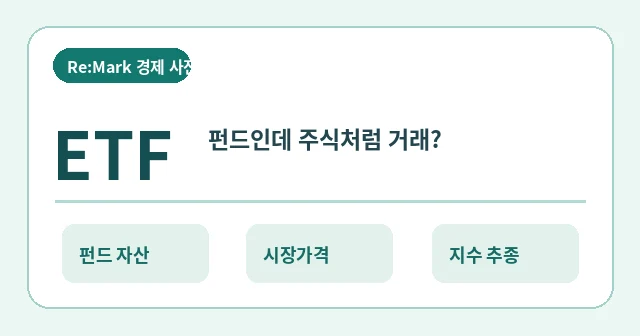 Re:Mark 경제 사전
ETF
펀드인데 주식처럼 거래?
펀드 자산
시장가격
지수 추종